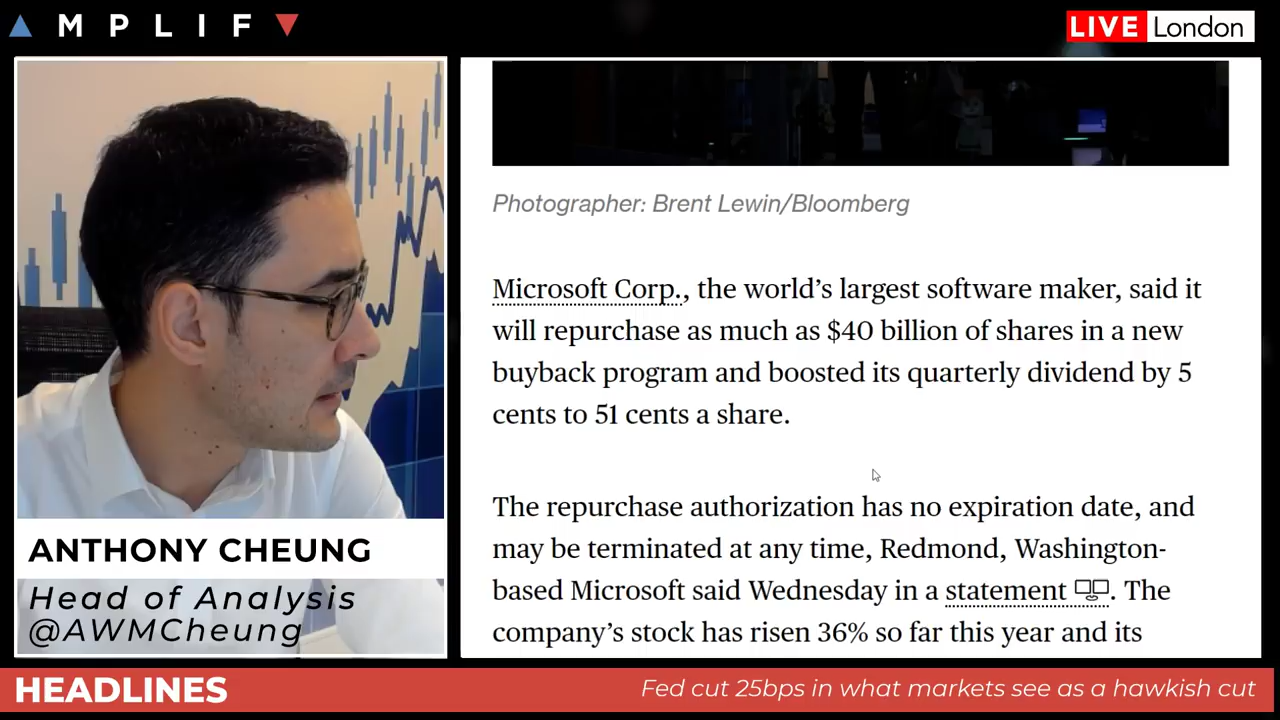 MPLIF
LIVE London
Photographer: Brent Lewin/Bloomberg
Microsoft Corp., the world’s largest software maker, said it
will repurchase as much as $40 billion of shares in a new
buyback program and boosted its quarterly dividend by 5
cents to 51 cents a share.
The repurchase authorization has no expiration date, and
may be terminated at any time, Redmond, Washington-
based Microsoft said Wednesday in a statement. The
company’s stock has risen 36% so far this year and its
ANTHONY CHEUNG
Head of Analysis
@AWMCheung
HEADLINES
Fed cut 25bps in what markets see as a hawkish cut